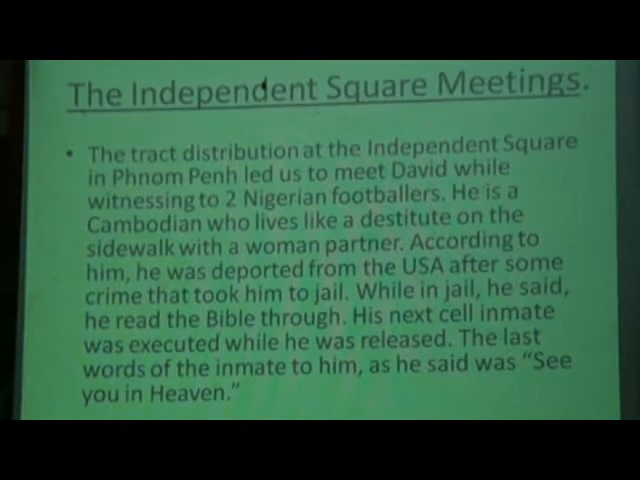 The Independent Square Meetings.
• The tract distribution at the Independent Square
in Phnom Penh led us to meet David while
witnessing to 2 Nigerian footballers. He is a
Cambodian who lives like a destitute on the
sidewalk with a woman partner. According to
him, he was deported from the USA after some
crime that took him to jail. While in jail, he said,
he read the Bible through. His next cell inmate
was executed while he was released. The last
words of the inmate to him, as he said was “See
you in Heaven.”